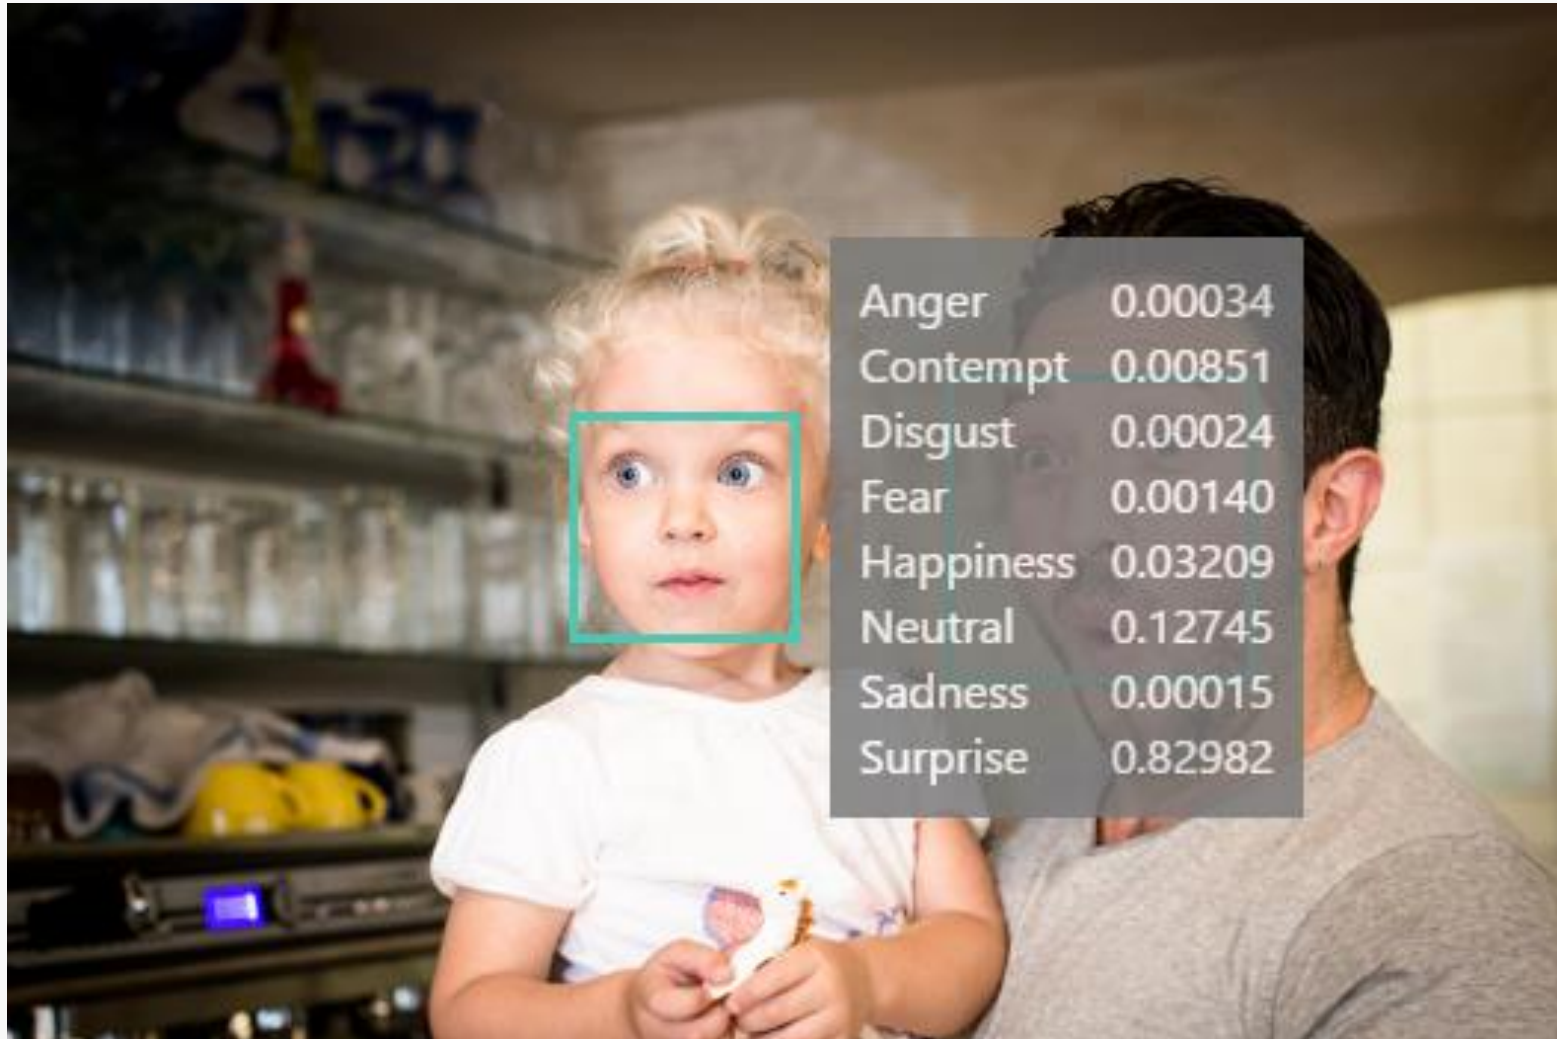 Anger 0.00034
Contempt 0.00851
Disgust 0.00024
Fear 0.00140
Happiness 0.03209
Neutral 0.12745
Sadness 0.00015
Surprise 0.82982